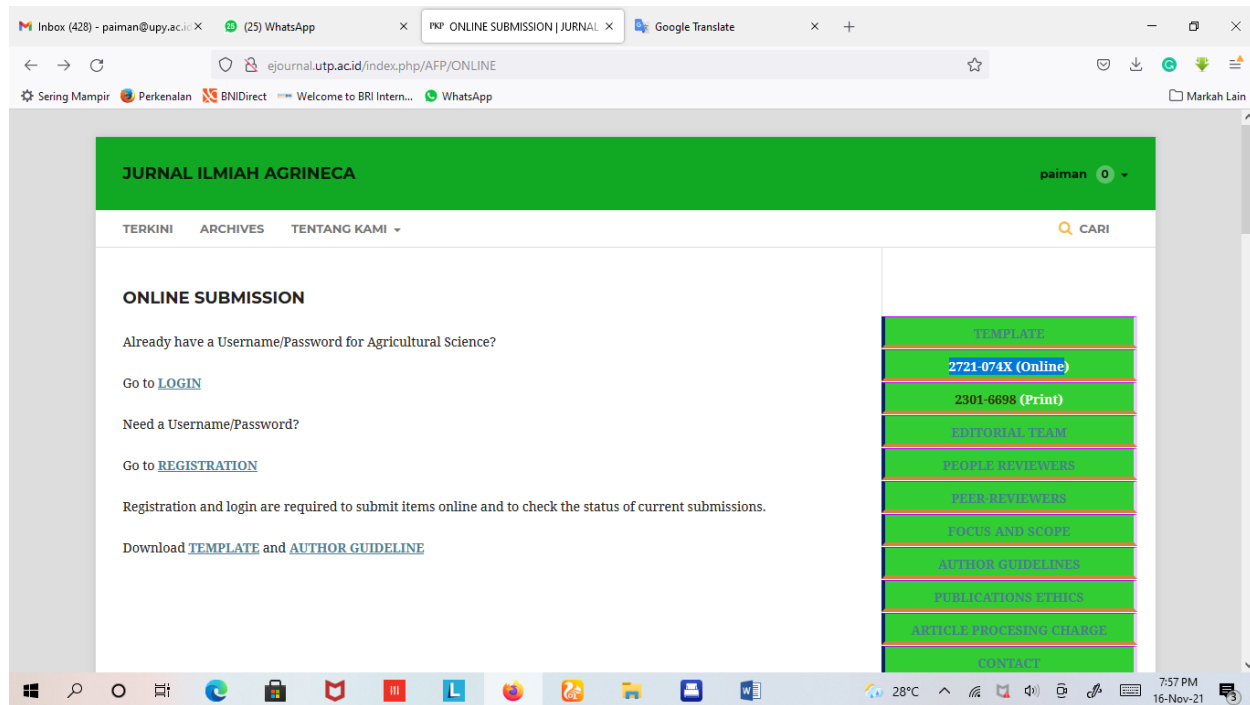 Inbox (428) - paiman@upy.ac.id
25 (25) WhatsApp
PKP ONLINE SUBMISSION | JURNAL
Google Translate
ejournal.utp.ac.id/index.php/AFP/ONLINE
Sering Mampir
Perkenalan
BNIDirect
Welcome to BRI Intern...
WhatsApp
Markah Lain
JURNAL ILMIAH AGRINECA
paiman 0
TERKINI
ARCHIVES
TENTANG KAMI
CARI
ONLINE SUBMISSION
Already have a Username/Password for Agricultural Science?
Go to LOGIN
Need a Username/Password?
Go to REGISTRATION
Registration and login are required to submit items online and to check the status of current submissions.
Download TEMPLATE and AUTHOR GUIDELINE
TEMPLATE
2721-074X (Online)
2301-6698 (Print)
EDITORIAL TEAM
PEOPLE REVIEWERS
PEER-REVIEWERS
FOCUS AND SCOPE
AUTHOR GUIDELINES
PUBLICATIONS ETHICS
ARTICLE PROCESING CHARGE
CONTACT
28°C
7:57 PM
16-Nov-21
3